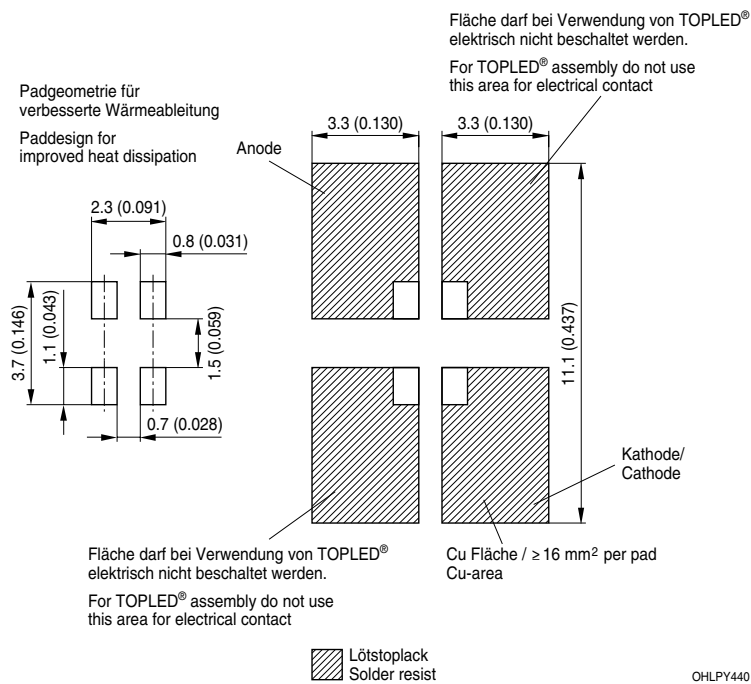 Fläche darf bei Verwendung von TOPLED®
elektrisch nicht beschaltet werden.
For TOPLED® assembly do not use
this area for electrical contact
Padgeometrie für
verbesserte Wärmeableitung
Paddesign for
improved heat dissipation
Anode
3.3 (0.130)
3.3 (0.130)
2.3 (0.091)
0.8 (0.031)
3.7 (0.146)
1.1 (0.043)
1.5 (0.059)
0.7 (0.028)
11.1 (0.437)
Kathode/
Cathode
Fläche darf bei Verwendung von TOPLED®
elektrisch nicht beschaltet werden.
For TOPLED® assembly do not use
this area for electrical contact
Cu Fläche / ≥ 16 mm² per pad
Cu-area
Lötstoplack
Solder resist
OHLPY440